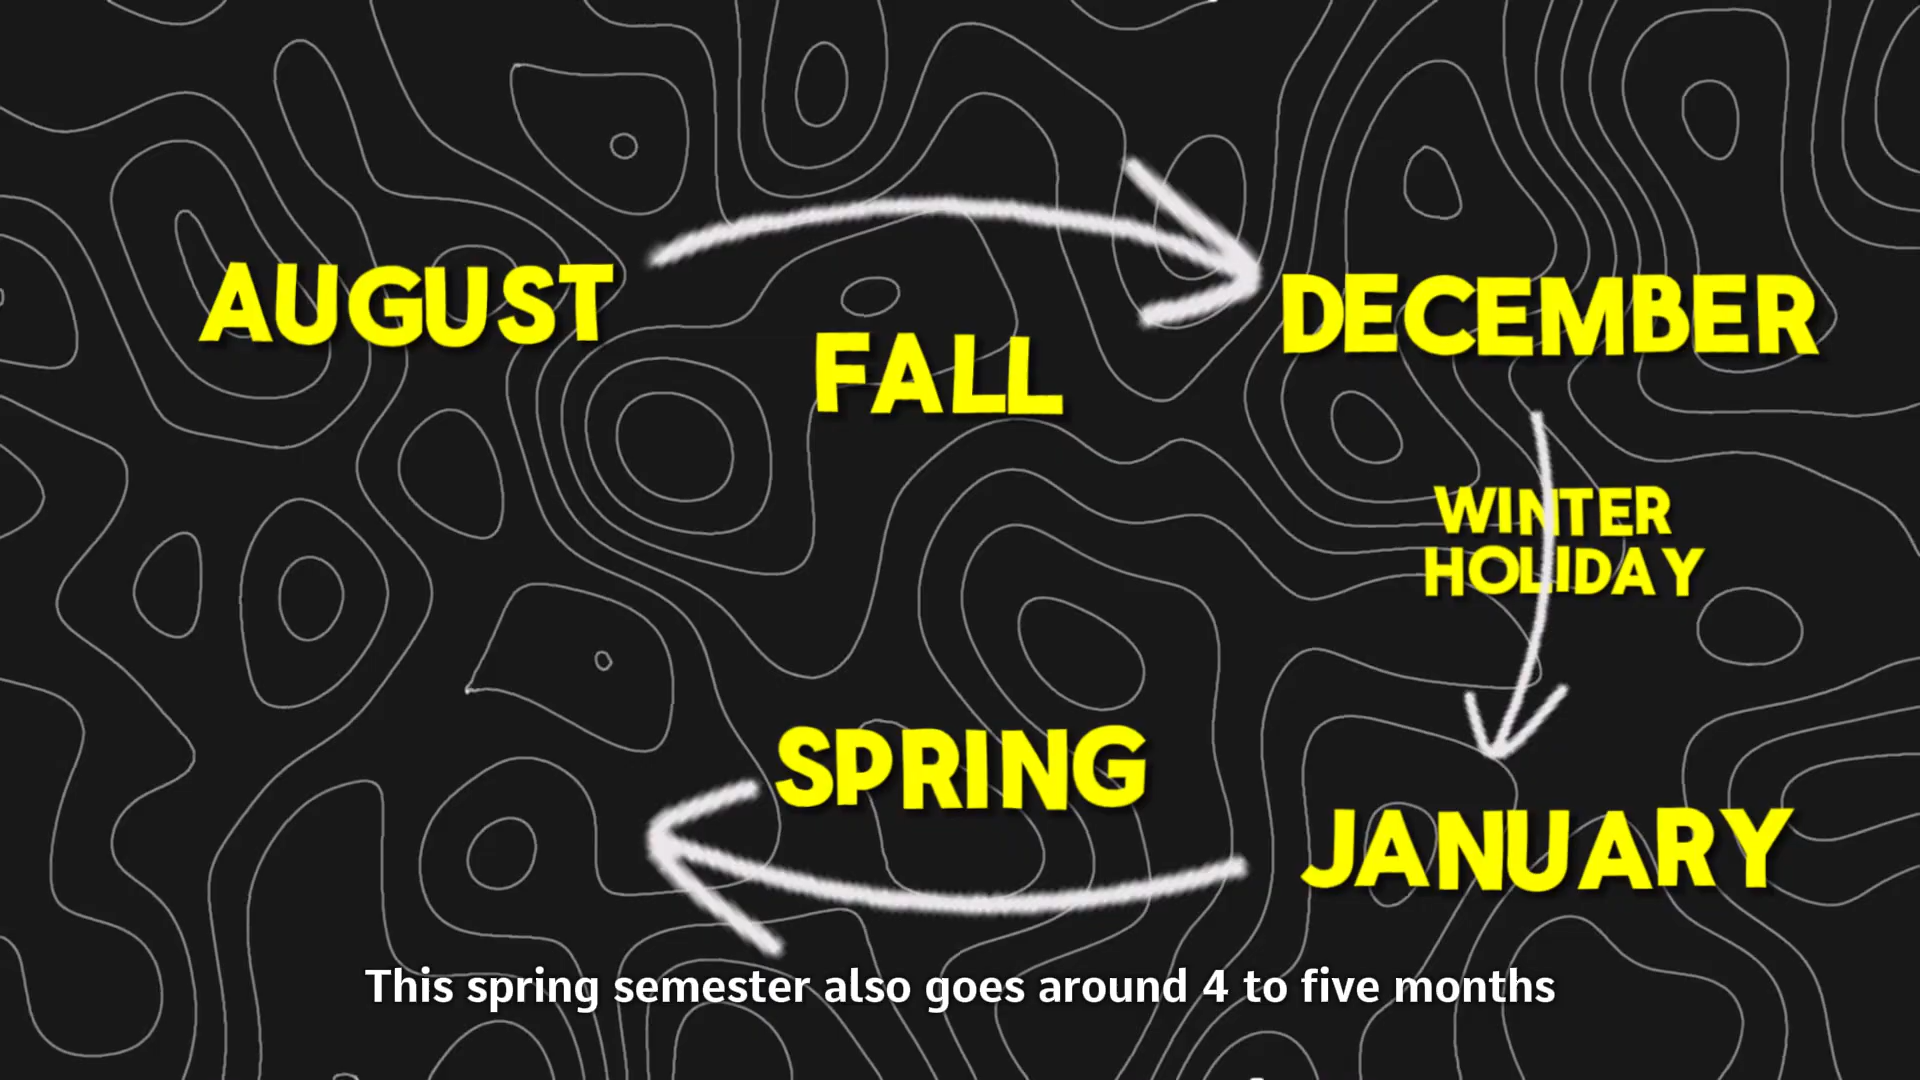 AUGUST
FALL
DECEMBER
WINTER
HOLIDAY
SPRING
JANUARY
This spring semester also goes around 4 to five months